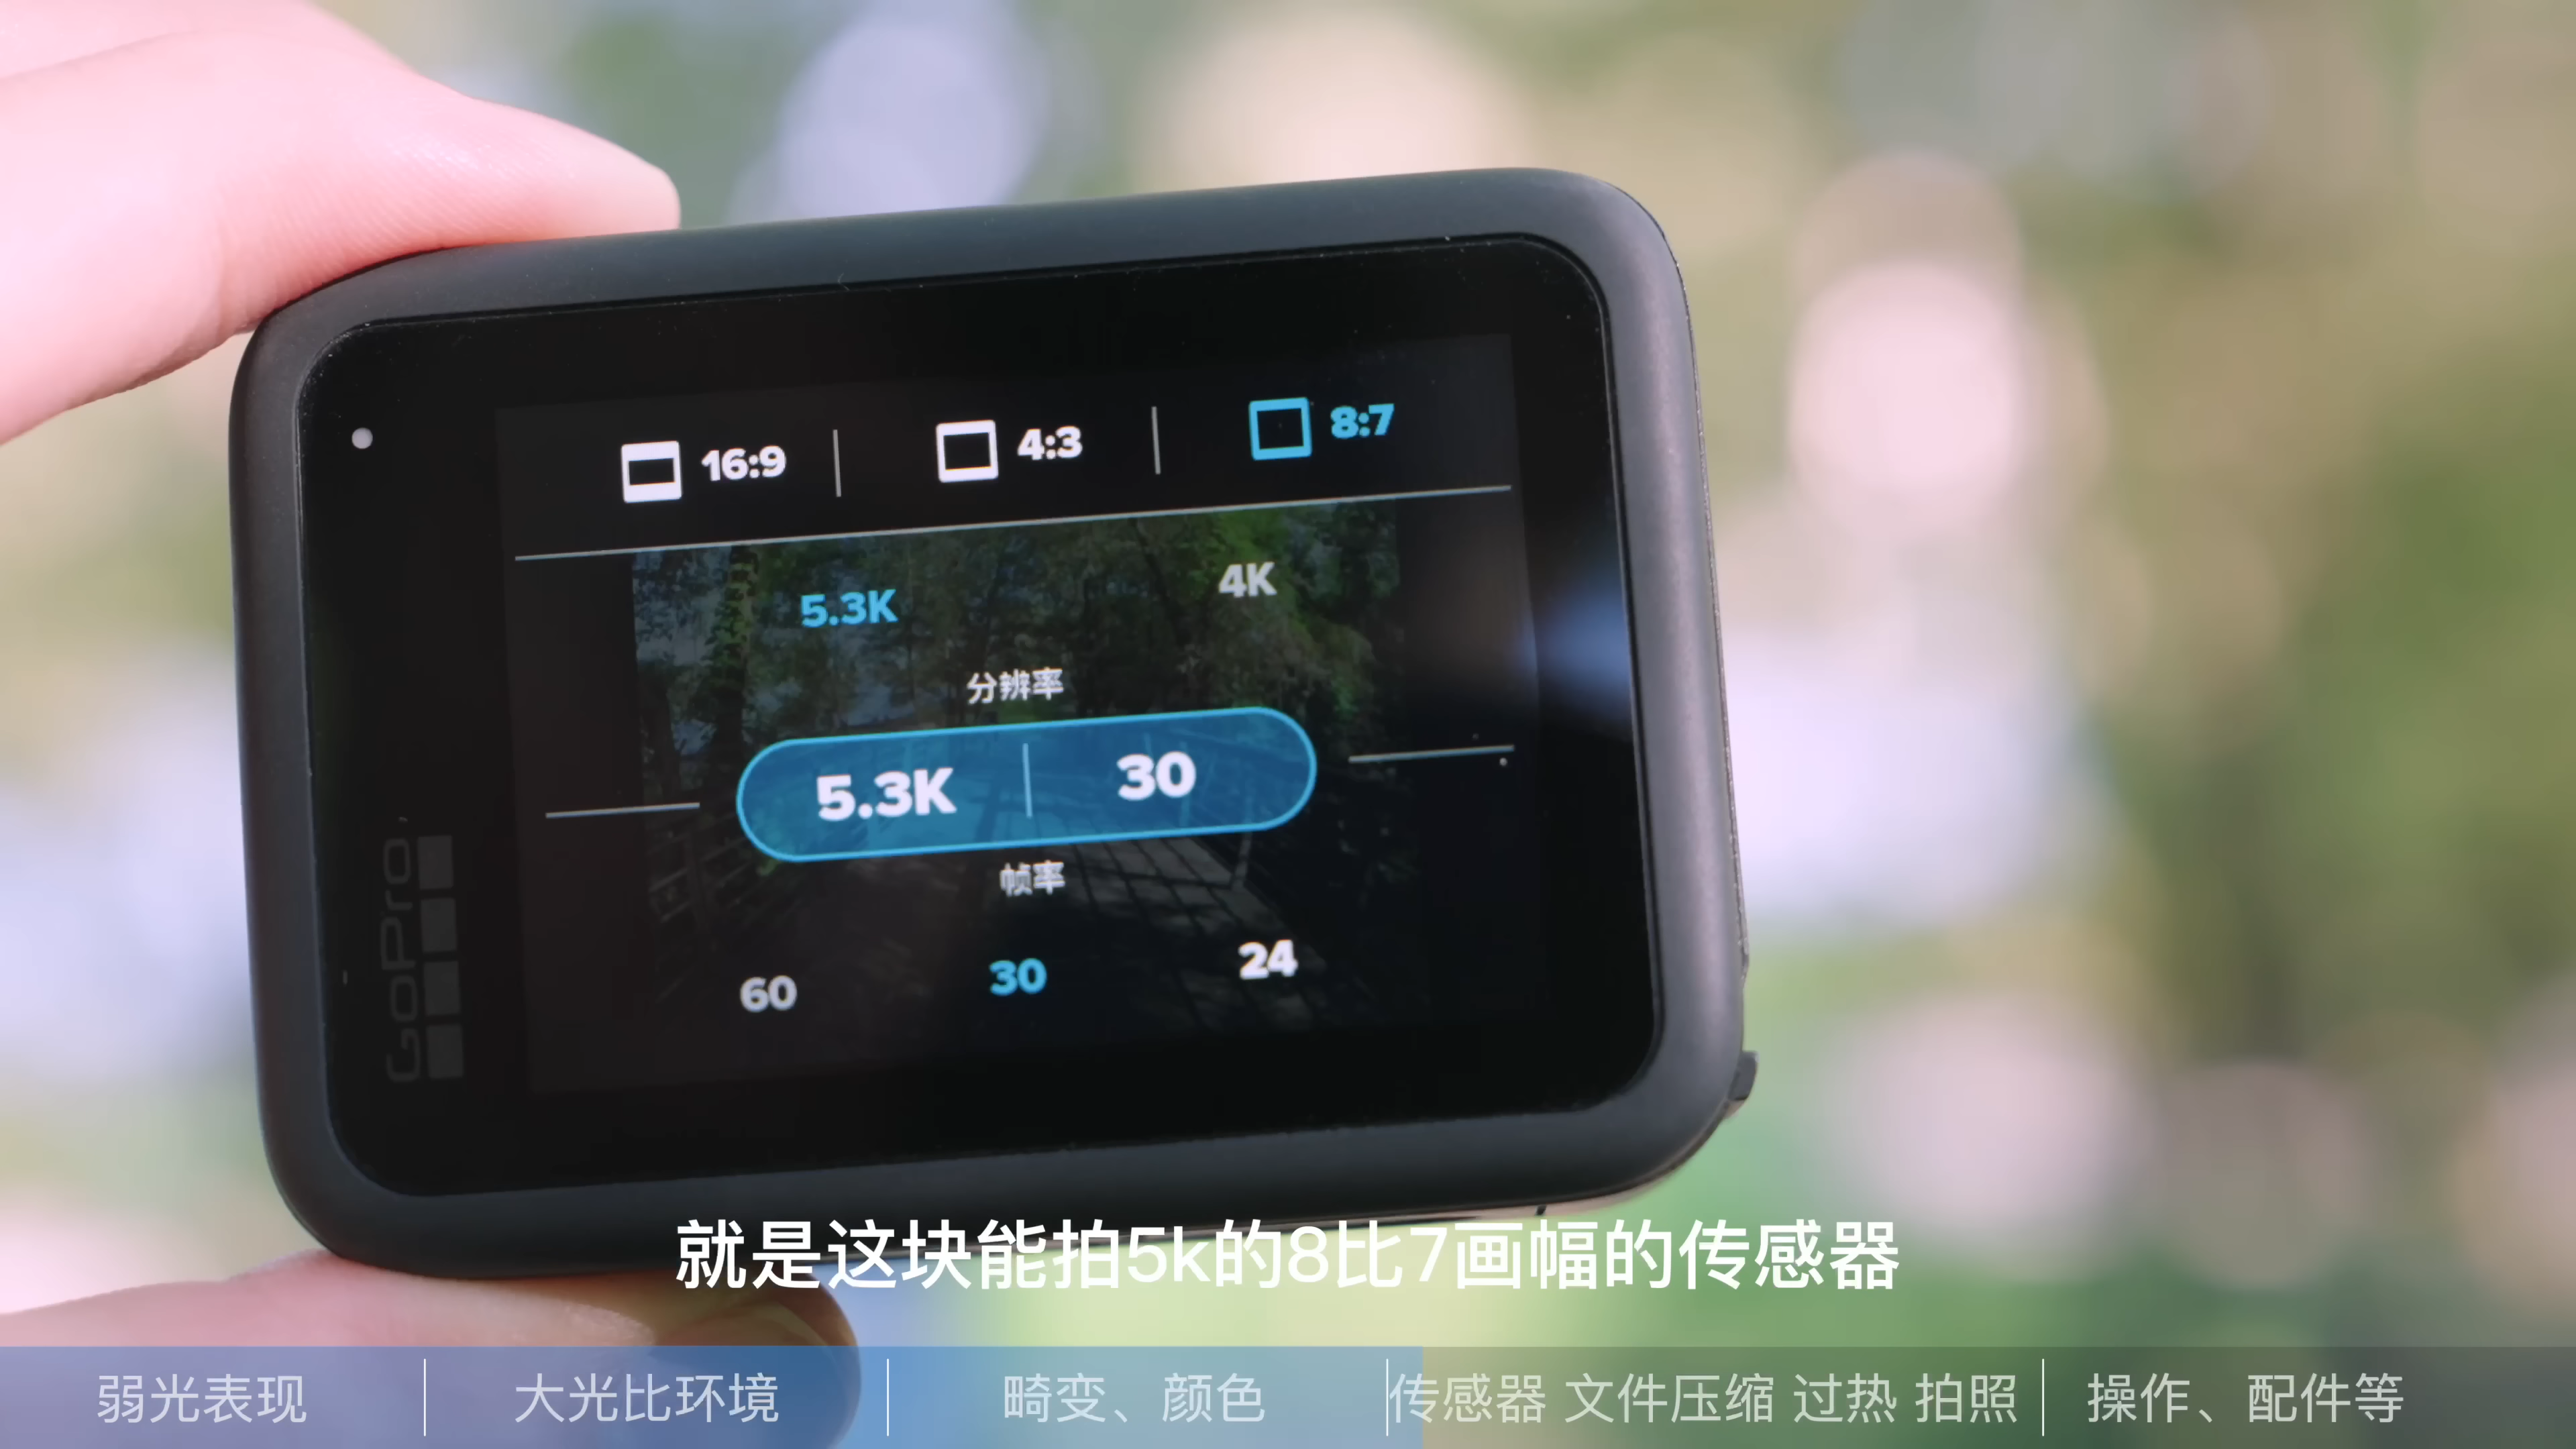 16:9 4:3 8:7
5.3K 4K
分辨率
5.3K 30
帧率
60 30 24
GoPro
就是这块能拍5k的8比7画幅的传感器
弱光表现 大光比环境 畸变、颜色 传感器 文件压缩 过热 拍照 操作、配件等